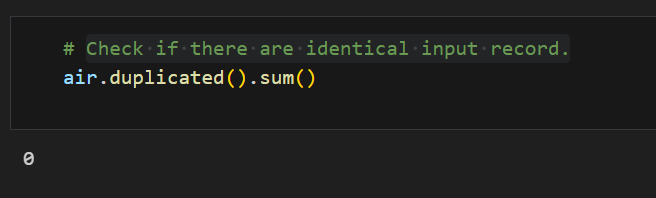 # Check if there are identical input record.
air.duplicated().sum()
0